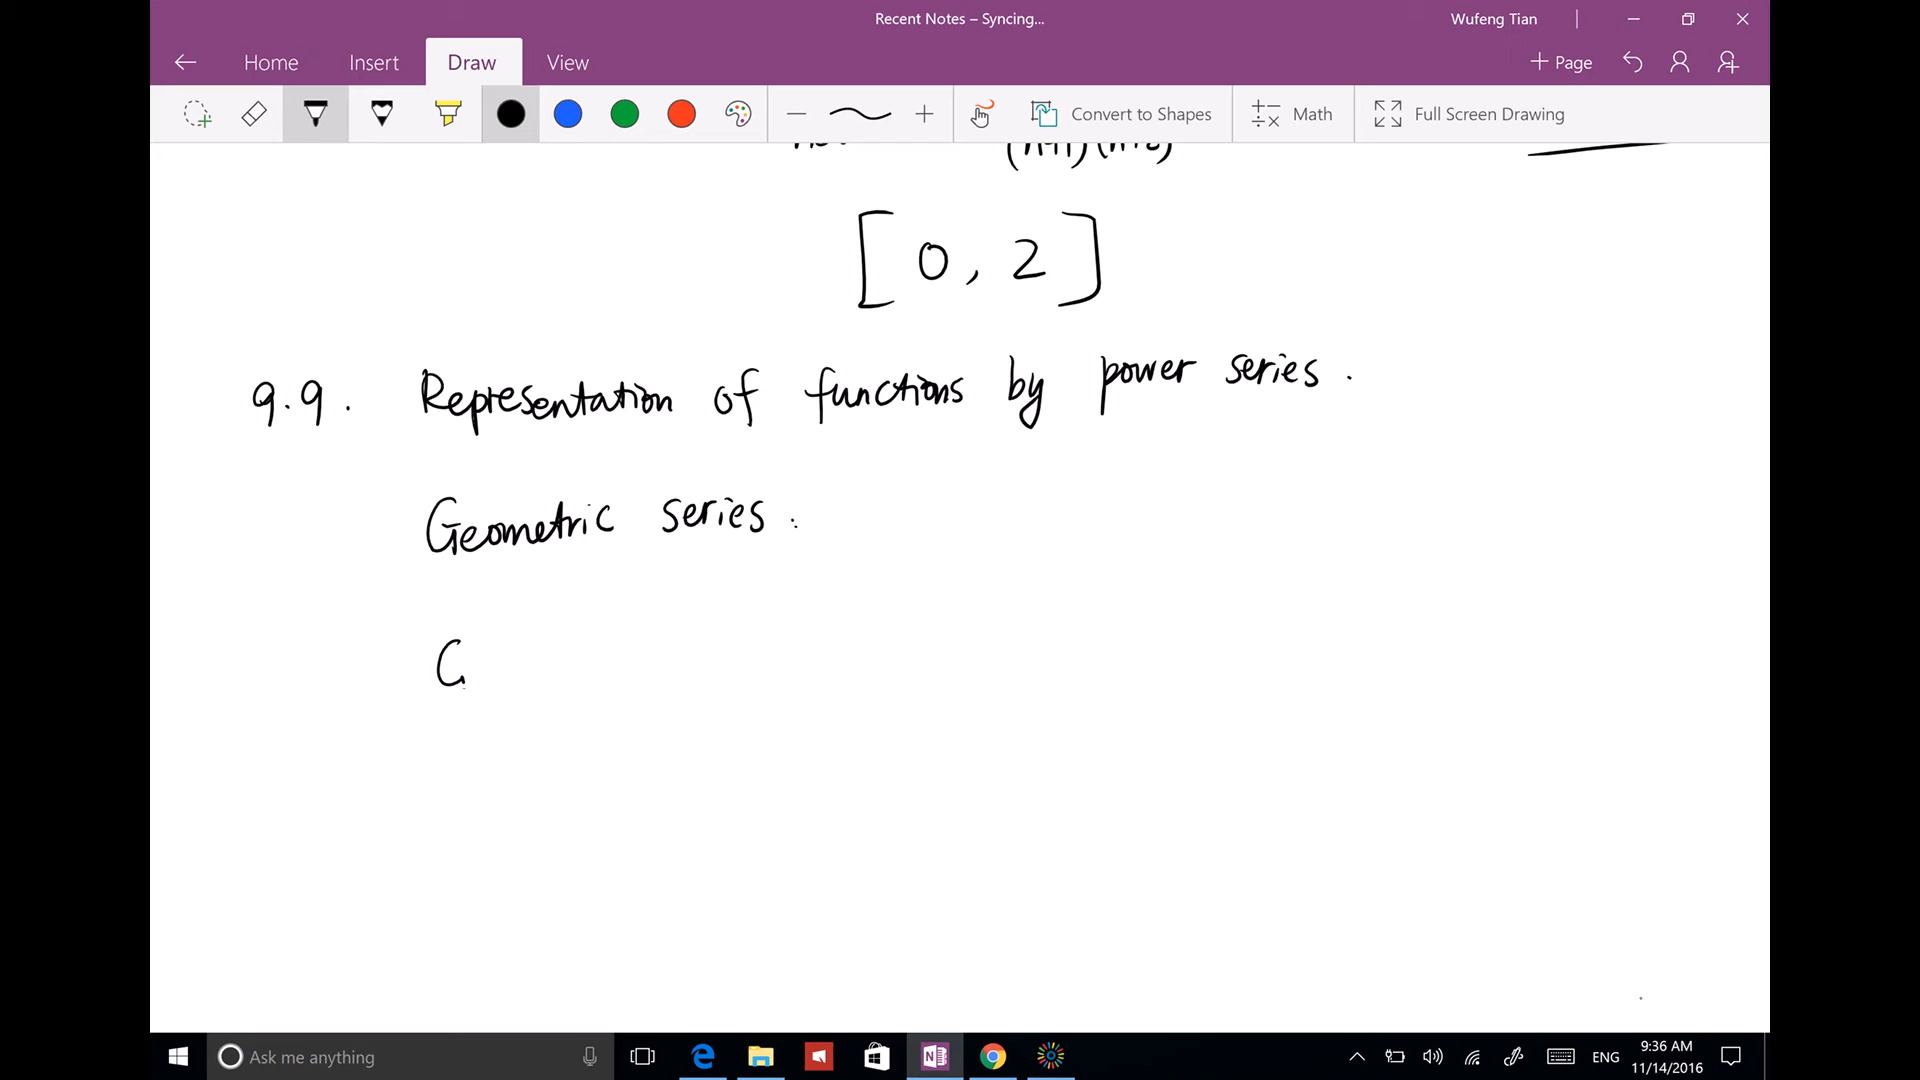 Recent Notes – Syncing...
Wufeng Tian
Home Insert Draw View
Page
Convert to Shapes
Math
Full Screen Drawing
(n+1)(n+2)
[0, 2]
9.9. Representation of functions by power series.
Geometric series.
G
Ask me anything
ENG
9:36 AM
11/14/2016